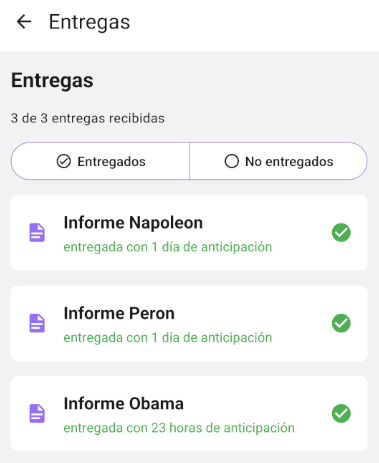 Entregas
Entregas
3 de 3 entregas recibidas
Entregados
No entregados
Informe Napoleon
entregada con 1 día de anticipación
Informe Peron
entregada con 1 día de anticipación
Informe Obama
entregada con 23 horas de anticipación